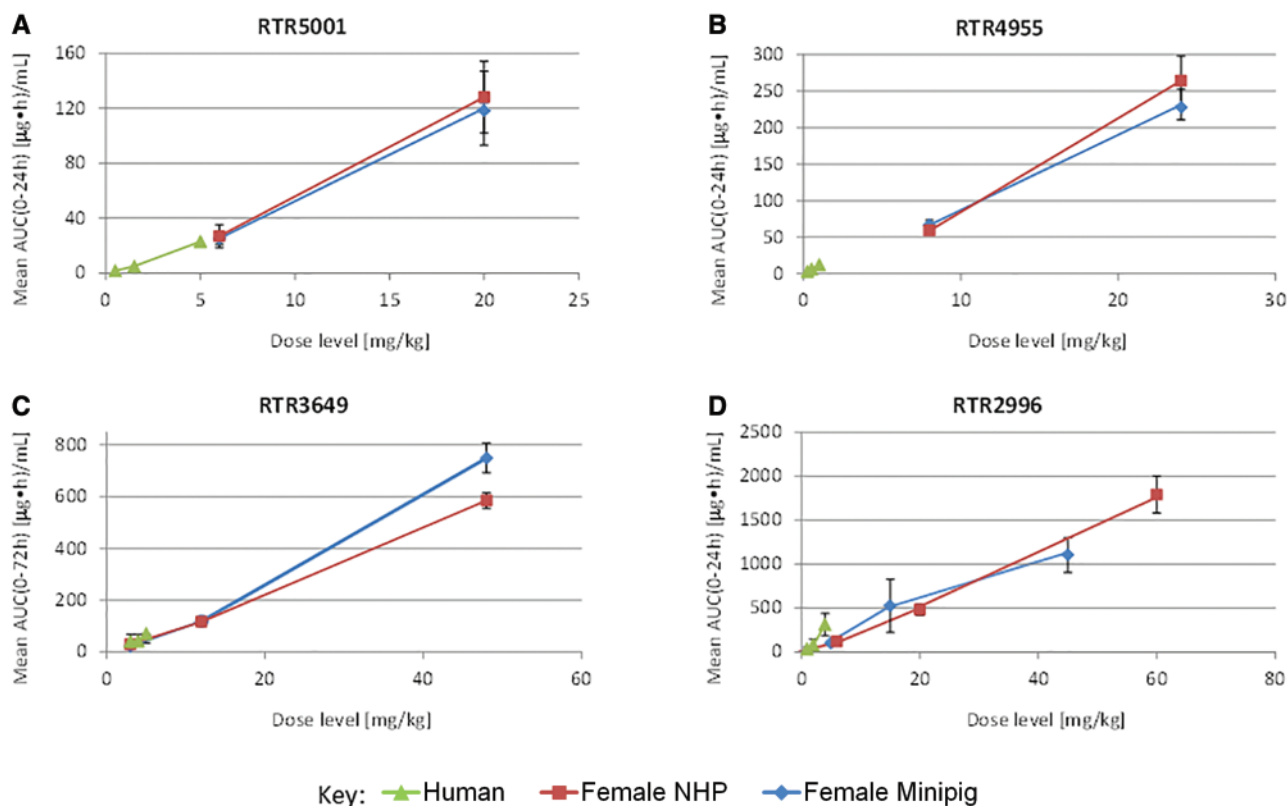 A
RTR5001
Mean AUC(0-24h) [µg•h)/mL]
160
120
80
40
0
0 5 10 15 20 25
Dose level [mg/kg]
B
RTR4955
Mean AUC(0-24h) [µg•h)/mL]
300
250
200
150
100
50
0
0 10 20 30
Dose level [mg/kg]
C
RTR3649
Mean AUC(0-72h) [µg•h)/mL]
800
600
400
200
0
0 20 40 60
Dose level [mg/kg]
D
RTR2996
Mean AUC(0-24h) [µg•h)/mL]
2500
2000
1500
1000
500
0
0 20 40 60 80
Dose level [mg/kg]
Key: Human Female NHP Female Minipig